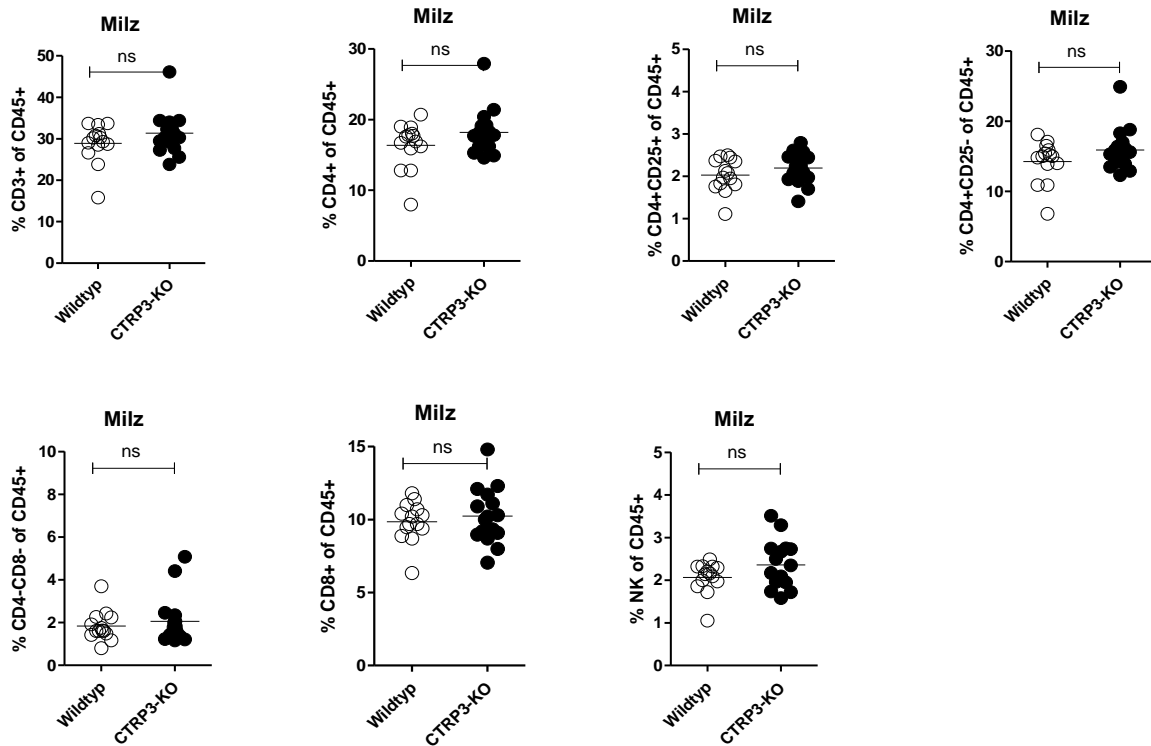 Milz
ns
% CD3+ of CD45+
50
40
30
20
10
0
Wildtyp
CTRP3-KO
Milz
ns
% CD4+ of CD45+
30
20
10
0
Wildtyp
CTRP3-KO
Milz
ns
% CD4+CD25+ of CD45+
5
4
3
2
1
0
Wildtyp
CTRP3-KO
Milz
ns
% CD4+CD25- of CD45+
30
20
10
0
Wildtyp
CTRP3-KO
Milz
ns
% CD4-CD8- of CD45+
10
8
6
4
2
0
Wildtyp
CTRP3-KO
Milz
ns
% CD8+ of CD45+
15
10
5
0
Wildtyp
CTRP3-KO
Milz
ns
% NK of CD45+
5
4
3
2
1
0
Wildtyp
CTRP3-KO